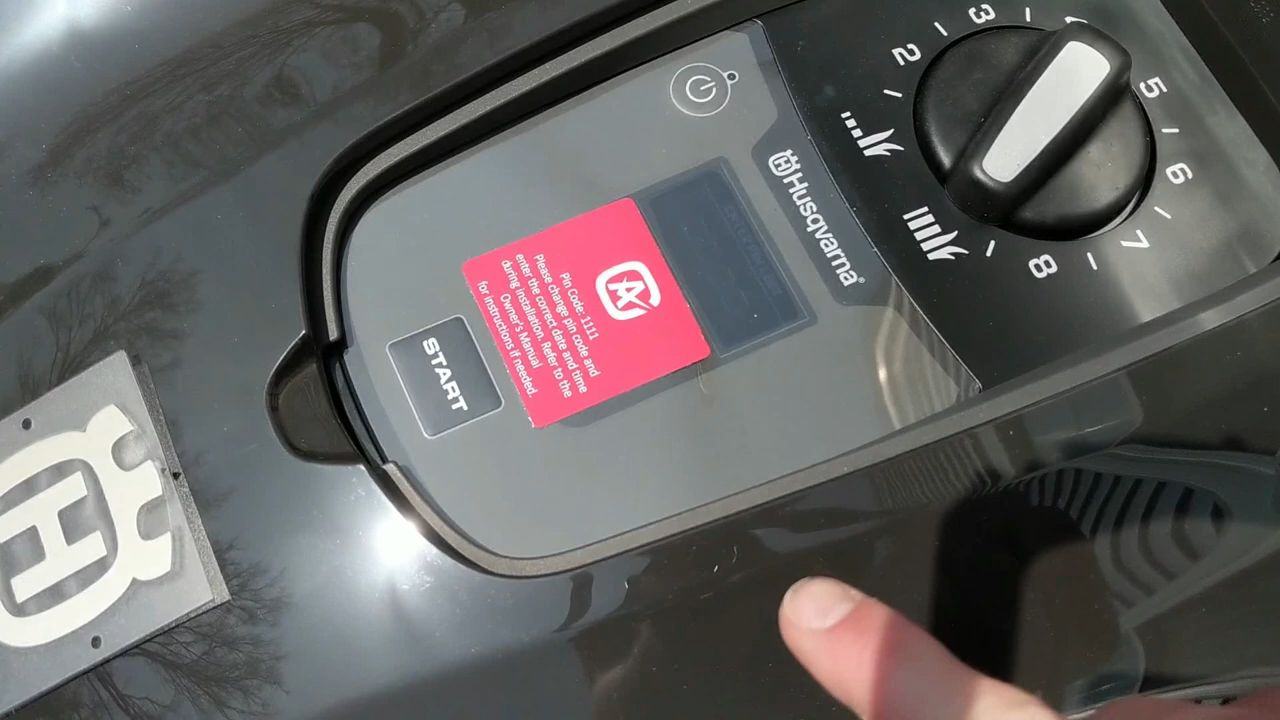 3
2
5
6
7
8
Husqvarna®
Pin Code: 1111
Please change pin code and
enter the correct date and time
during installation. Refer to the
Owner's Manual
for instructions if needed.
START
H